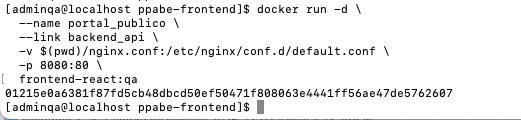 [adminqa@localhost ppabe-frontend]$ docker run -d \
  --name portal_publico \
  --link backend_api \
  -v $(pwd)/nginx.conf:/etc/nginx/conf.d/default.conf \
  -p 8080:80 \
  frontend-react:qa
01215e0a6381f87fd5cb48dbcd50ef50471f808063e4441ff56ae47de5762607
[adminqa@localhost ppabe-frontend]$